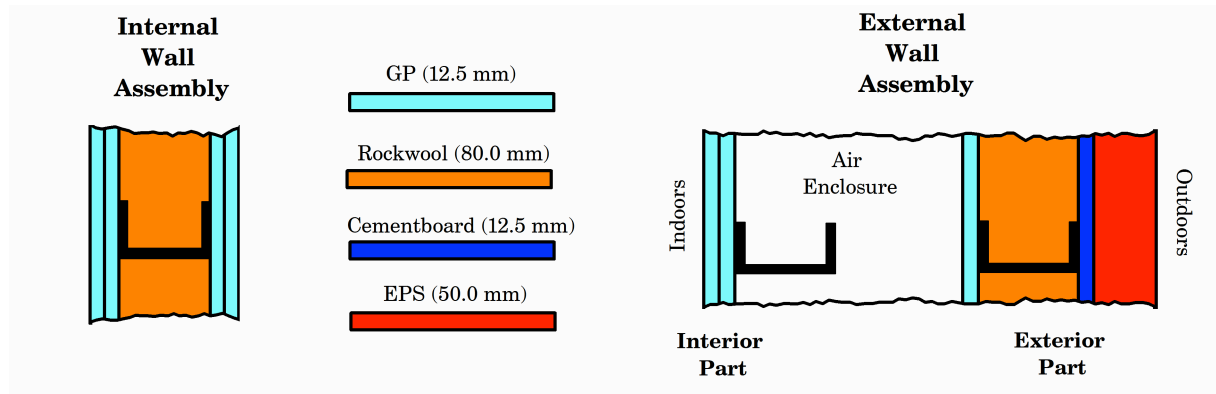 Internal
Wall
Assembly
GP (12.5 mm)
Rockwool (80.0 mm)
Cementboard (12.5 mm)
EPS (50.0 mm)
External
Wall
Assembly
Indoors
Air
Enclosure
Outdoors
Interior
Part
Exterior
Part